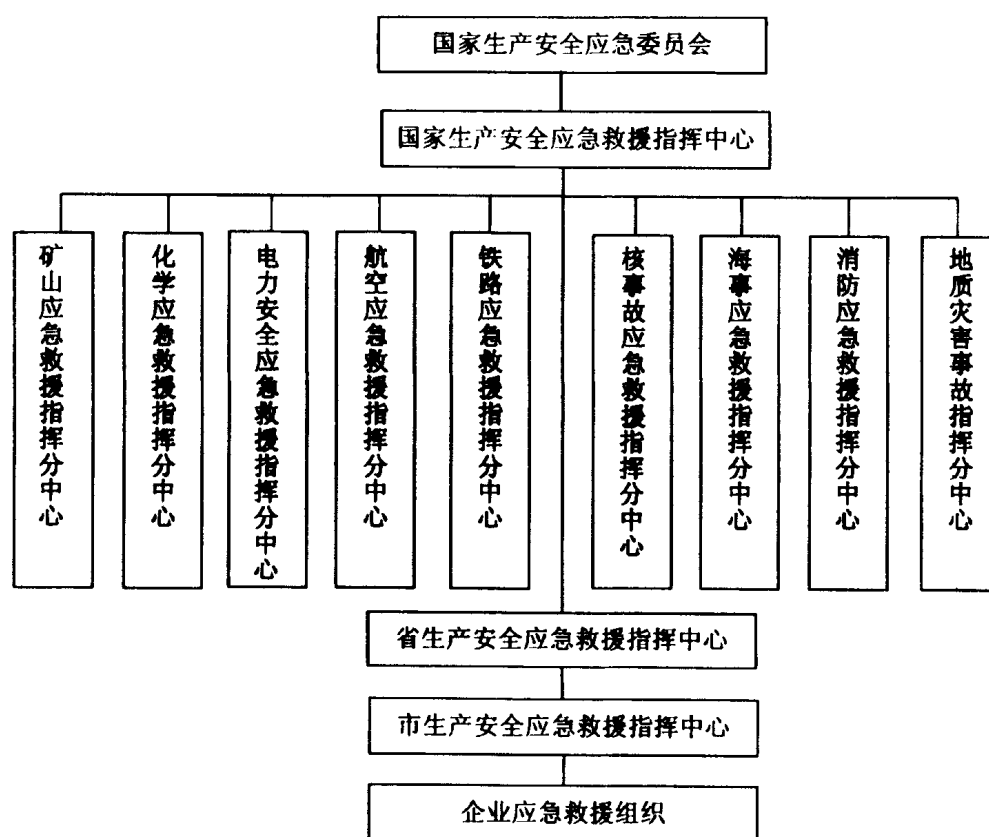 国家生产安全应急委员会
国家生产安全应急救援指挥中心
矿山应急救援指挥分中心
化学应急救援指挥分中心
电力安全应急救援指挥分中心
航空应急救援指挥分中心
铁路应急救援指挥分中心
核事故应急救援指挥分中心
海事应急救援指挥分中心
消防应急救援指挥分中心
地质灾害事故指挥分中心
省生产安全应急救援指挥中心
市生产安全应急救援指挥中心
企业应急救援组织